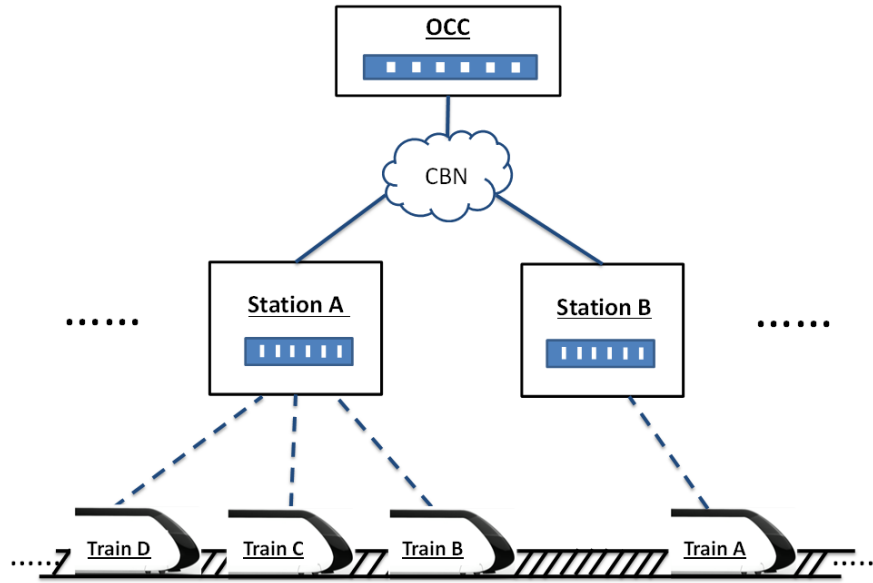 OCC
CBN
Station A
Station B
......
......
Train D
Train C
Train B
Train A
......
......